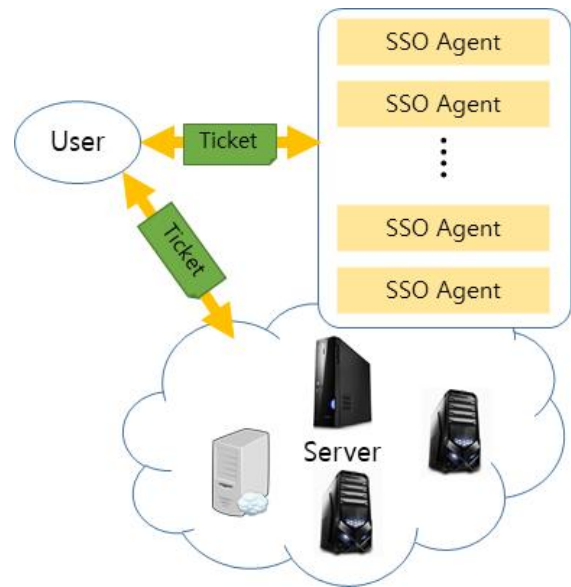 SSO Agent
SSO Agent
User
Ticket
SSO Agent
Ticket
SSO Agent
Server